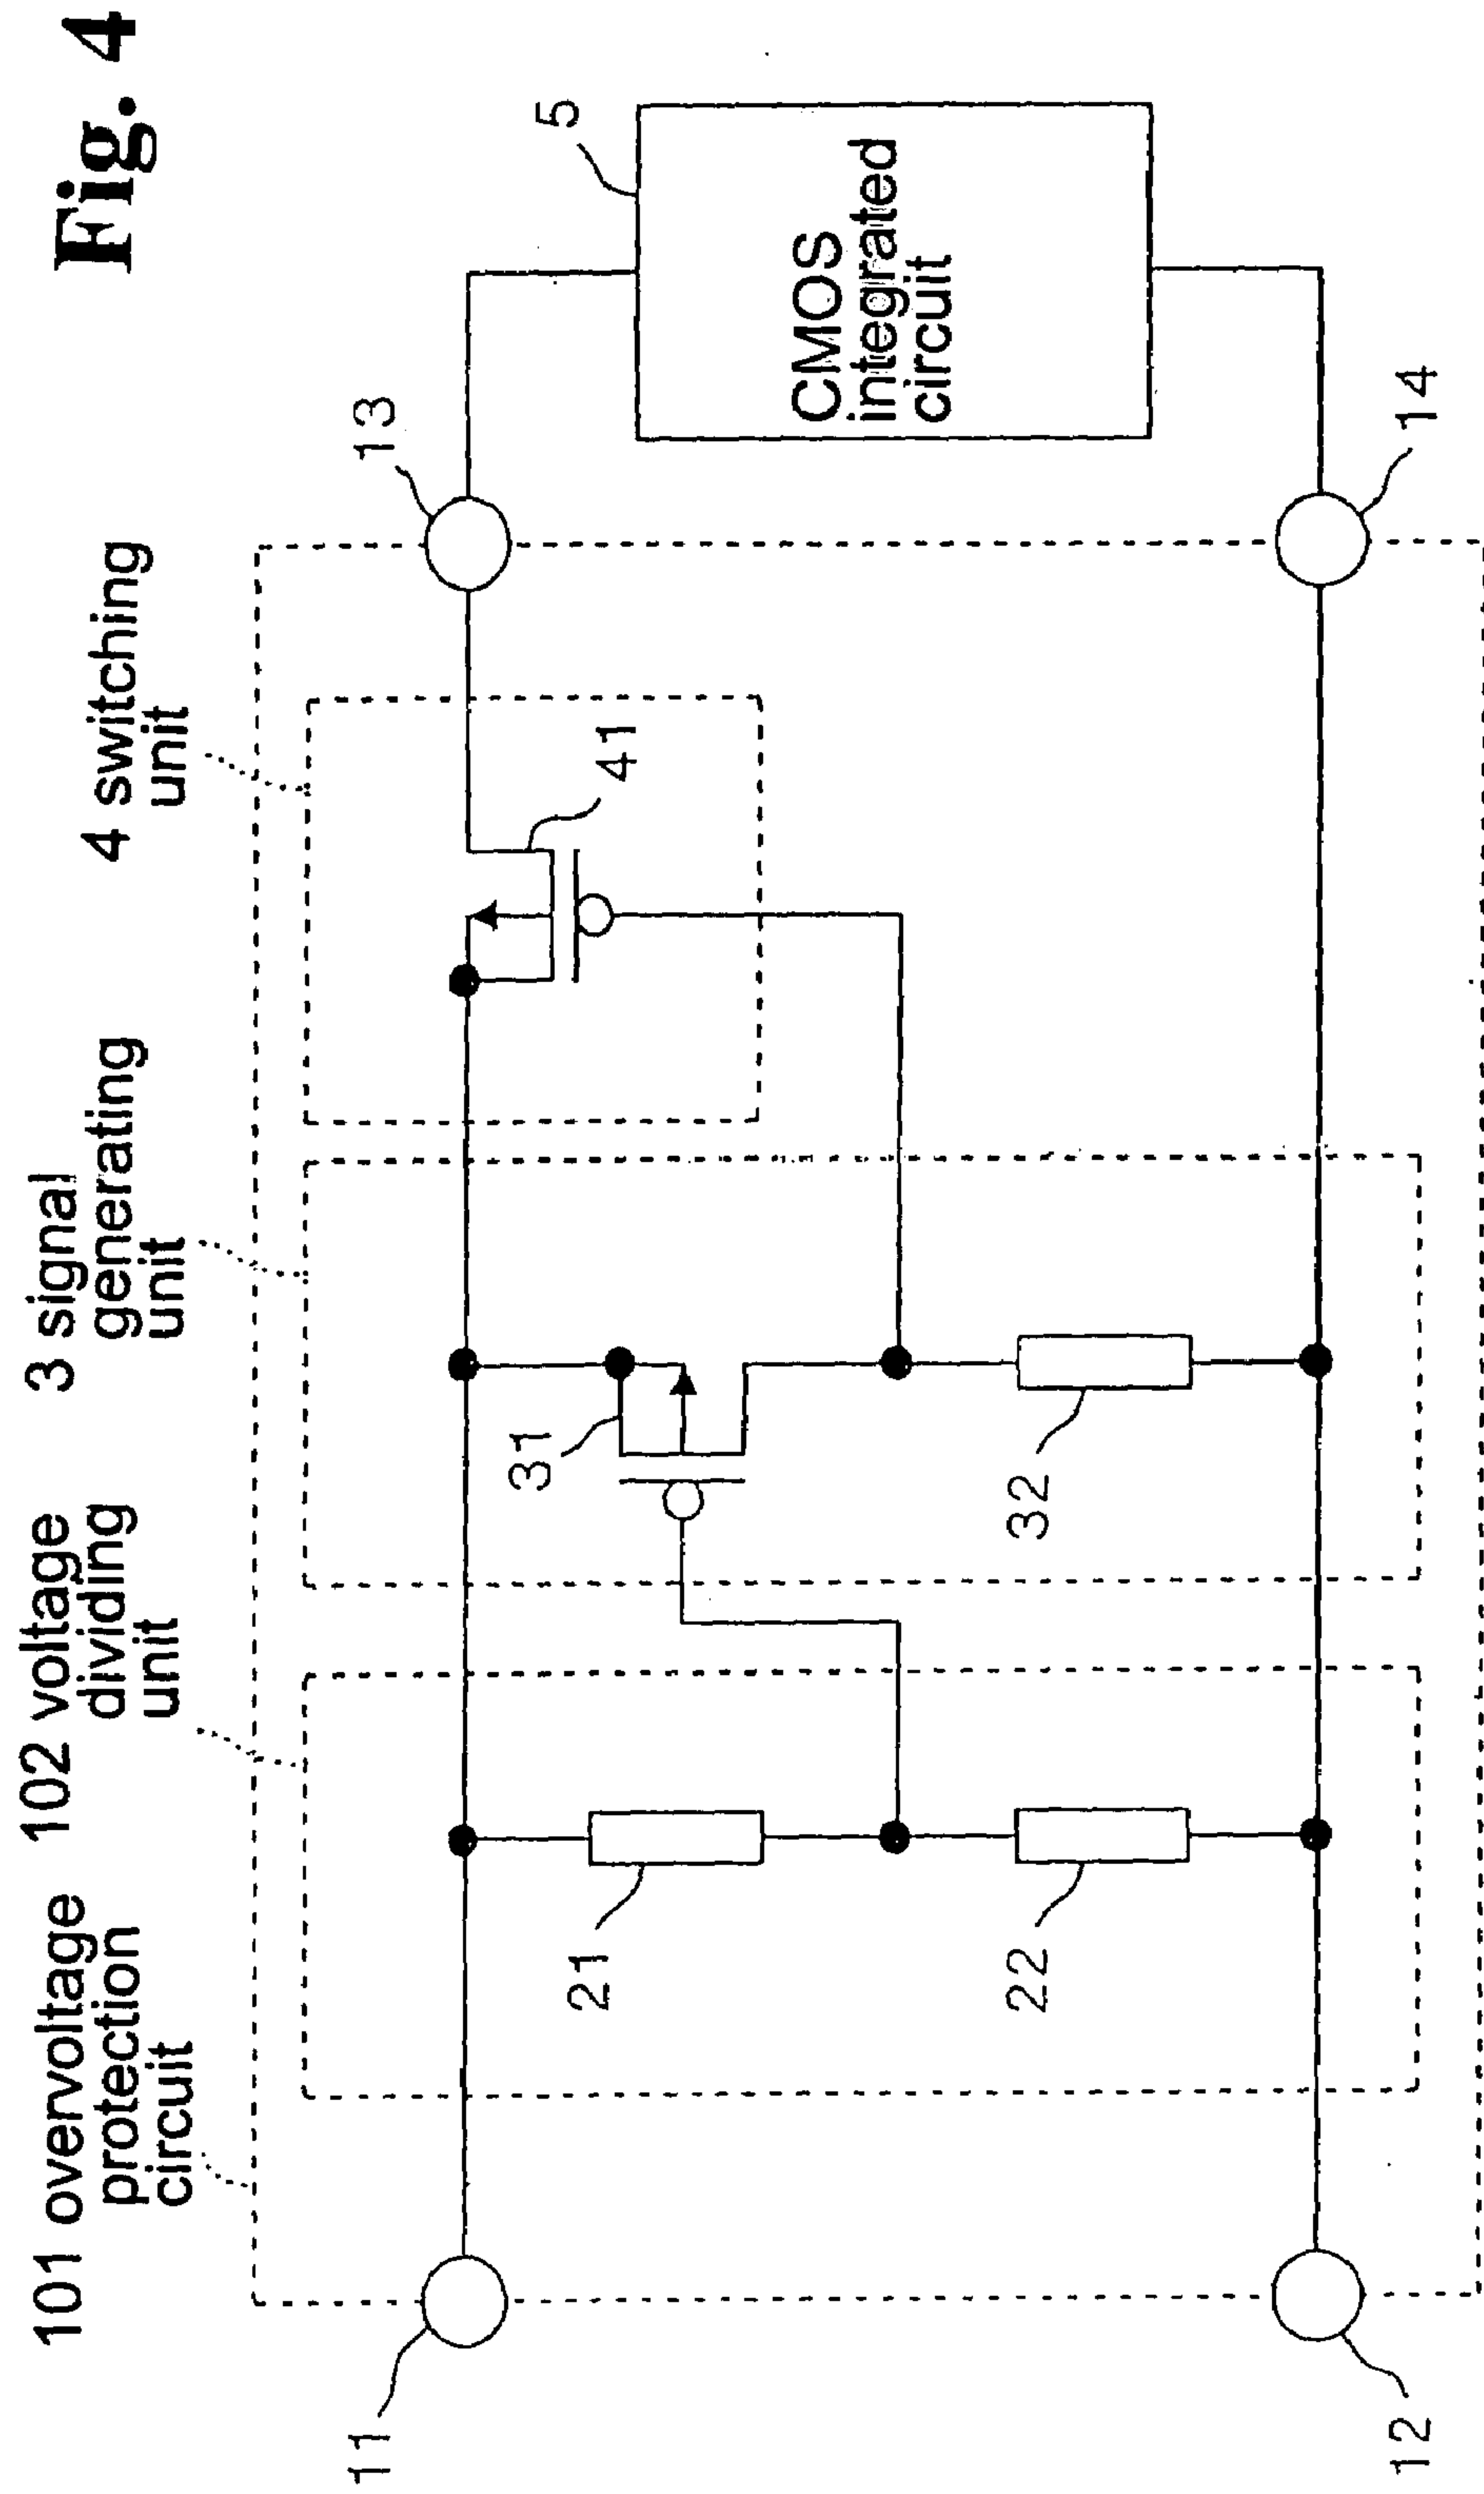 Fig. 4
101 overvoltage
protection
circuit
102 voltage
dividing
unit
3 signal
generating
unit
4 switching
unit
11
12
13
14
21
22
31
32
41
5
CMOS
integrated
circuit